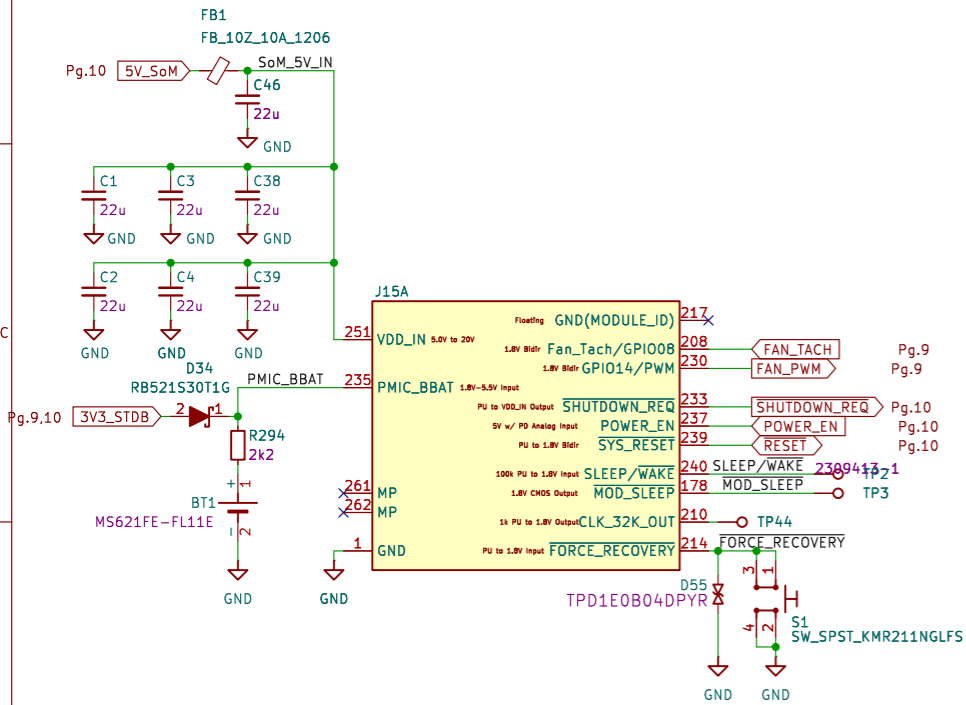 FB1
FB_10Z_10A_1206
Pg.10
5V_SoM
SoM_5V_IN
C46
22u
GND
C1
22u
GND
C3
22u
GND
C38
22u
GND
C2
22u
GND
C4
22u
GND
C39
22u
GND
C
D34
RB521S30T1G
Pg.9,10
3V3_STDB
2
1
PMIC_BBAT
R294
2k2
BT1
MS621FE-FL11E
+
1
-
2
GND
J15A
251
VDD_IN 5.0V to 20V
235
PMIC_BBAT 1.8V-5.5V Input
261
MP
262
MP
1
GND
GND
Floating GND(MODULE_ID)
217
1.8V Bidir Fan_Tach/GPIO08
208
FAN_TACH
Pg.9
1.8V Bidir GPIO14/PWM
230
FAN_PWM
Pg.9
PU to VDD_IN Output SHUTDOWN_REQ
233
SHUTDOWN_REQ
Pg.10
5V w/ PD Analog Input POWER_EN
237
POWER_EN
Pg.10
PU to 1.8V Bidir SYS_RESET
239
RESET
Pg.10
100k PU to 1.8V Input SLEEP/WAKE
240
SLEEP/WAKE
2309413-1
TP2
1.8V CMOS Output MOD_SLEEP
178
MOD_SLEEP
TP3
1k PU to 1.8V Output CLK_32K_OUT
210
TP44
PU to 1.8V Input FORCE_RECOVERY
214
FORCE_RECOVERY
D55
TPD1E0B04DPYR
GND
3
1
4
2
S1
SW_SPST_KMR211NGLFS
GND